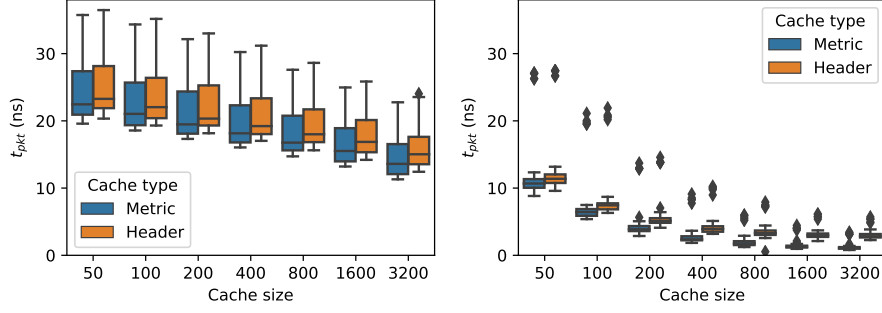 30
20
10
0
t_pkt (ns)
Cache type
Metric
Header
50 100 200 400 800 1600 3200
Cache size
30
20
10
0
t_pkt (ns)
Cache type
Metric
Header
50 100 200 400 800 1600 3200
Cache size